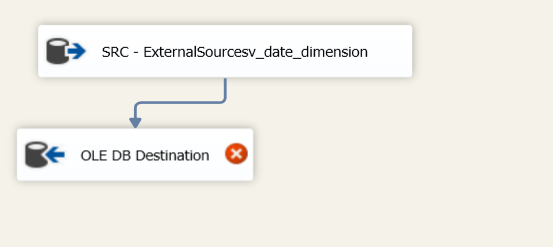 SRC - ExternalSourcesv_date_dimension
OLE DB Destination